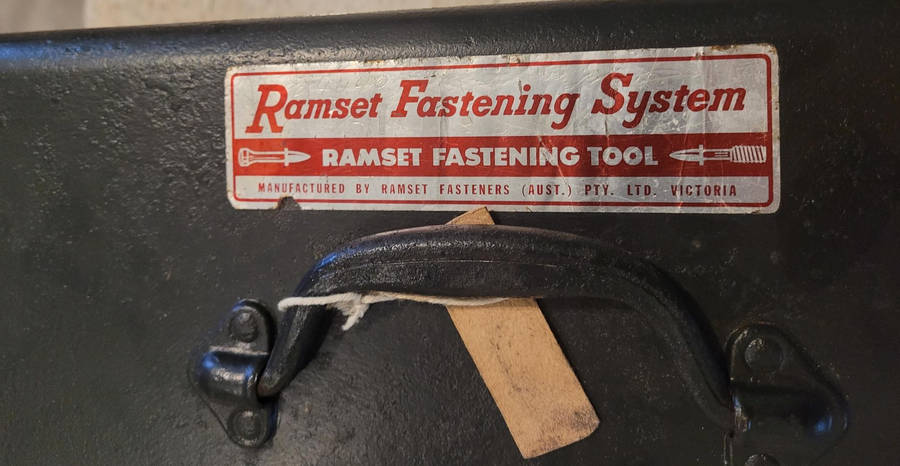 Ramset Fastening System
RAMSET FASTENING TOOL
MANUFACTURED BY RAMSET FASTENERS (AUST.) PTY. LTD. VICTORIA